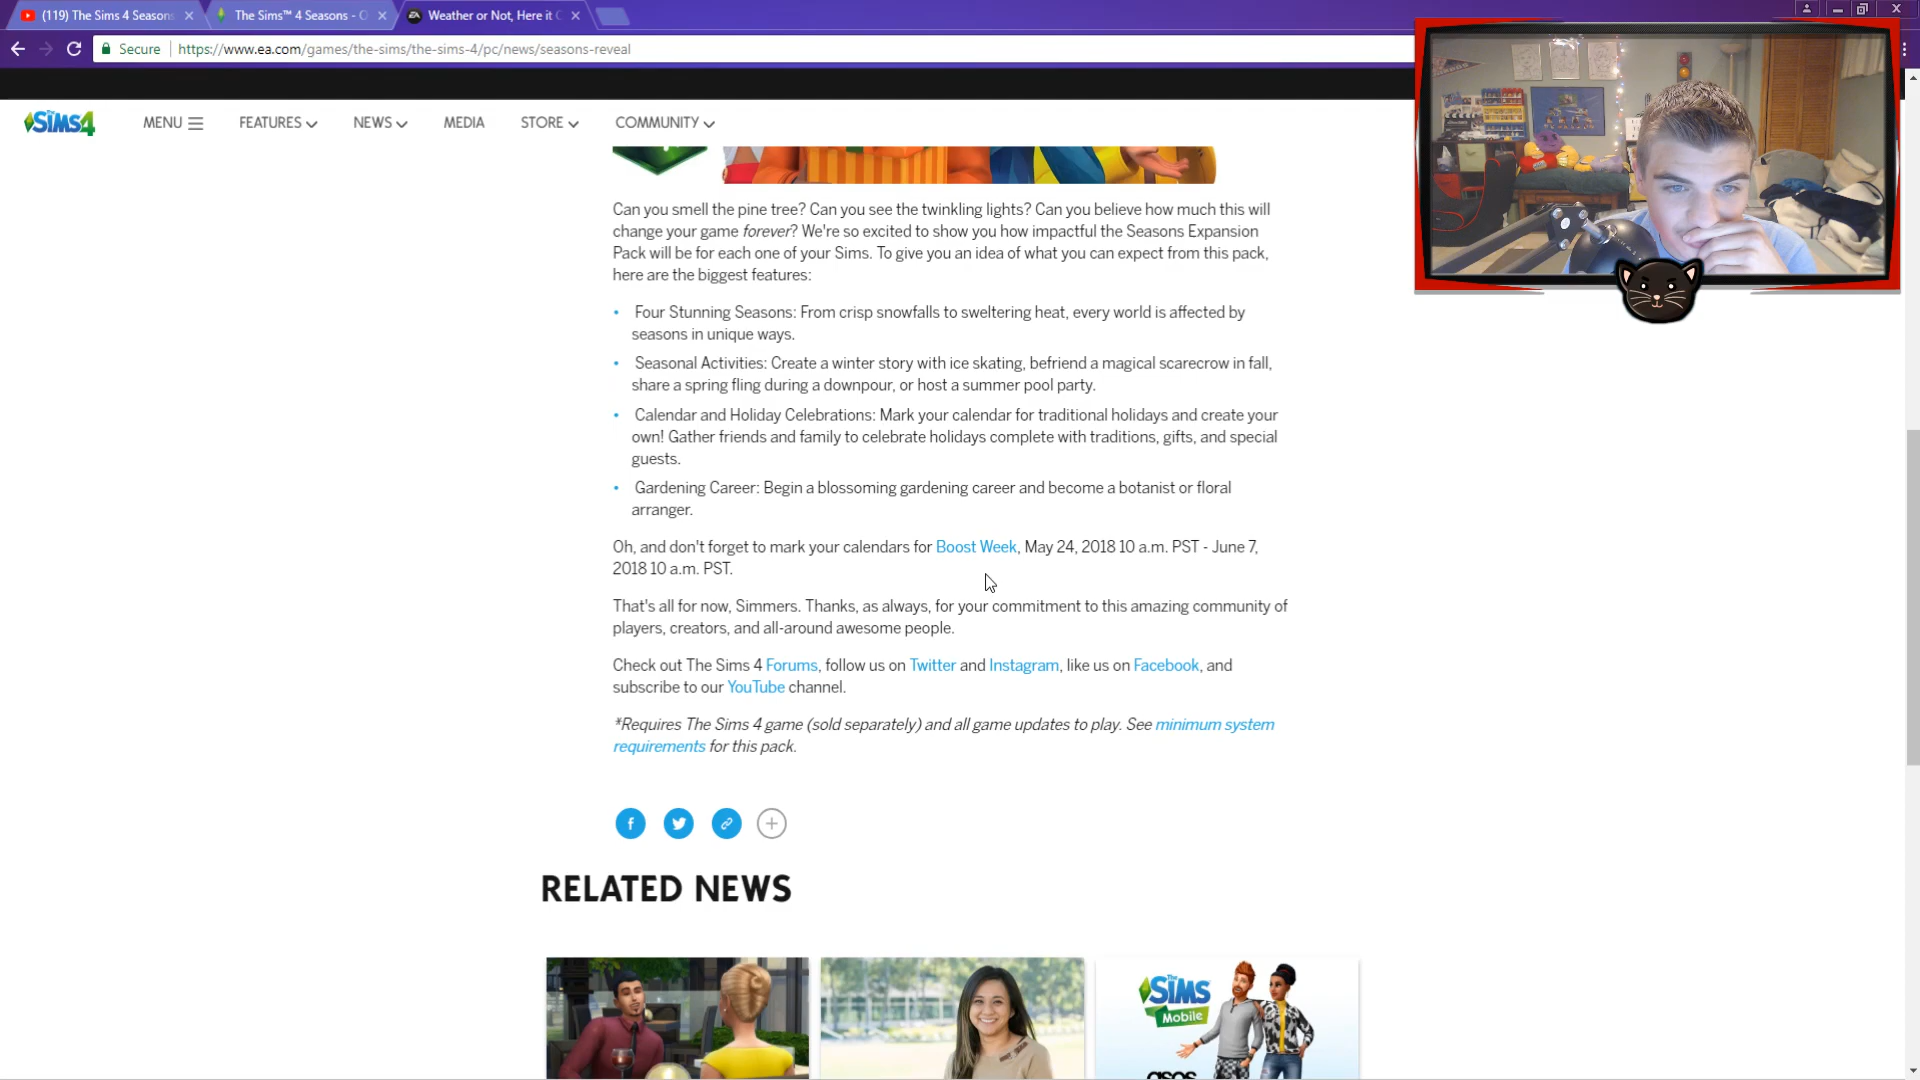 (119) The Sims 4 Seasons
The Sims™ 4 Seasons - O
Weather or Not, Here it C
Secure
https://www.ea.com/games/the-sims/the-sims-4/pc/news/seasons-reveal
The SIMS 4
MENU
FEATURES
NEWS
MEDIA
STORE
COMMUNITY
Can you smell the pine tree? Can you see the twinkling lights? Can you believe how much this will
change your game forever? We're so excited to show you how impactful the Seasons Expansion
Pack will be for each one of your Sims. To give you an idea of what you can expect from this pack,
here are the biggest features:
• Four Stunning Seasons: From crisp snowfalls to sweltering heat, every world is affected by
seasons in unique ways.
• Seasonal Activities: Create a winter story with ice skating, befriend a magical scarecrow in fall,
share a spring fling during a downpour, or host a summer pool party.
• Calendar and Holiday Celebrations: Mark your calendar for traditional holidays and create your
own! Gather friends and family to celebrate holidays complete with traditions, gifts, and special
guests.
• Gardening Career: Begin a blossoming gardening career and become a botanist or floral
arranger.
Oh, and don't forget to mark your calendars for Boost Week, May 24, 2018 10 a.m. PST - June 7,
2018 10 a.m. PST.
That's all for now, Simmers. Thanks, as always, for your commitment to this amazing community of
players, creators, and all-around awesome people.
Check out The Sims 4 Forums, follow us on Twitter and Instagram, like us on Facebook, and
subscribe to our YouTube channel.
*Requires The Sims 4 game (sold separately) and all game updates to play. See minimum system
requirements for this pack.
RELATED NEWS
The SIMS
Mobile
asos